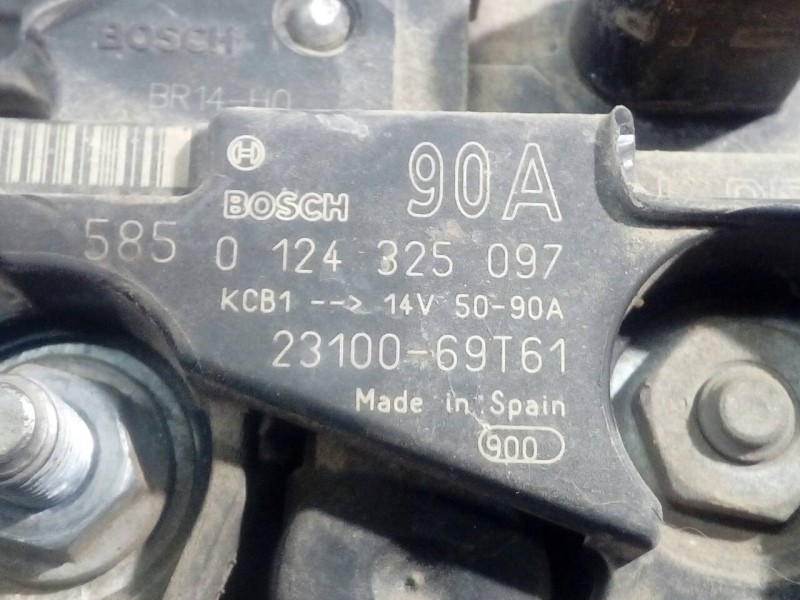 BOSCH
BR14-H0
BOSCH
90A
585 0 124 325 097
KCB1 --> 14V 50-90A
23100-69T61
Made in Spain
900